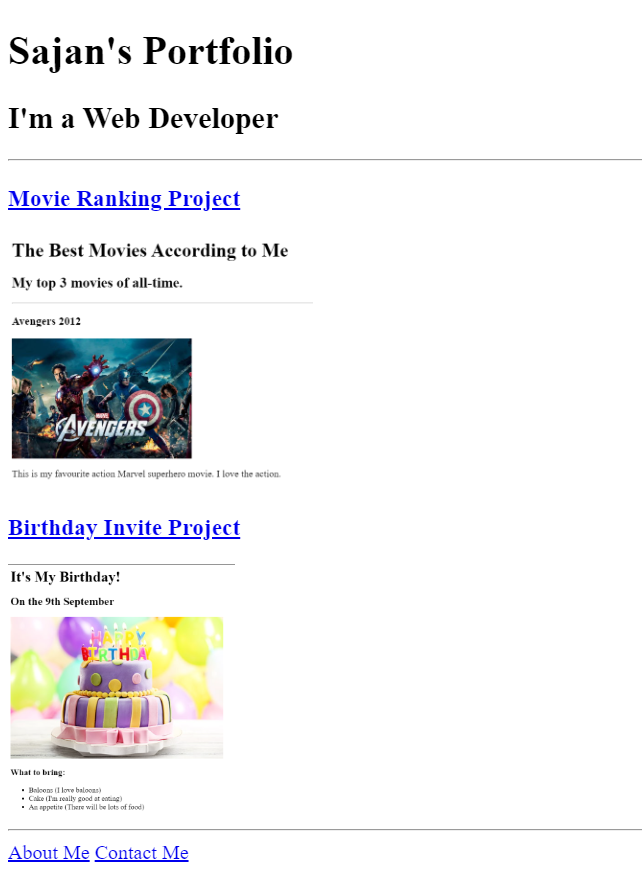 Sajan's Portfolio
I'm a Web Developer
Movie Ranking Project
The Best Movies According to Me
My top 3 movies of all-time.
Avengers 2012
MARVEL
AVENGERS
This is my favourite action Marvel superhero movie. I love the action.
Birthday Invite Project
It's My Birthday!
On the 9th September
HAPPY
BIRTHDAY
What to bring:
Baloons (I love baloons)
Cake (I'm really good at eating)
An appetite (There will be lots of food)
About Me Contact Me